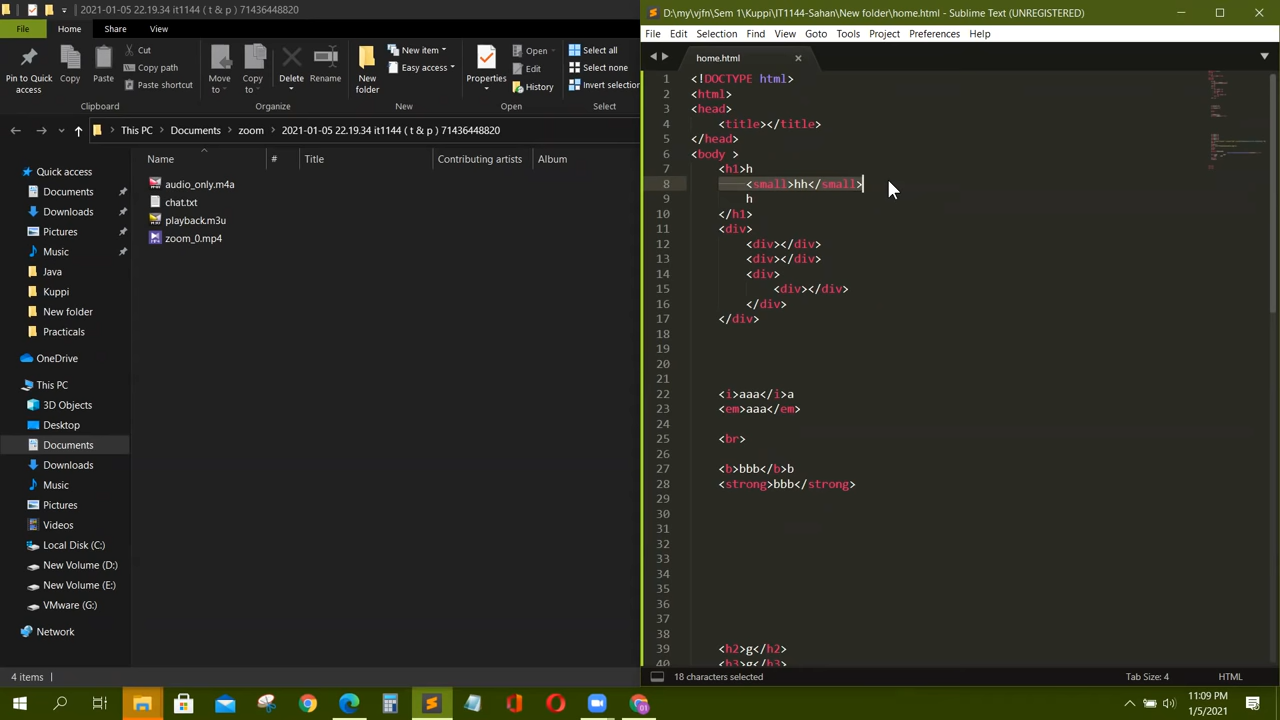 2021-01-05 22.19.34 it1144 ( t & p ) 71436448820
File
Home
Share
View
Pin to Quick access
Copy
Paste
Cut
Copy path
Paste shortcut
Clipboard
Move to
Copy to
Delete
Rename
Organize
New folder
New item
Easy access
New
Properties
Open
Edit
History
Open
Select all
Select none
Invert selection
Select
This PC
Documents
zoom
2021-01-05 22.19.34 it1144 ( t & p ) 71436448820
Name
#
Title
Contributing artists
Album
Quick access
Documents
Downloads
Pictures
Music
Java
Kuppi
New folder
Practicals
OneDrive
This PC
3D Objects
Desktop
Documents
Downloads
Music
Pictures
Videos
Local Disk (C:)
New Volume (D:)
New Volume (E:)
VMware (G:)
Network
audio_only.m4a
chat.txt
playback.m3u
zoom_0.mp4
4 items
D:\my\vjfn\Sem 1\Kuppi\IT1144-Sahan\New folder\home.html - Sublime Text (UNREGISTERED)
File Edit Selection Find View Goto Tools Project Preferences Help
home.html
1 <!DOCTYPE html>
2 <html>
3 <head>
4 <title></title>
5 </head>
6 <body >
7 <h1>h
8 <small>hh</small>
9 h
10 </h1>
11 <div>
12 <div></div>
13 <div></div>
14 <div>
15 <div></div>
16 </div>
17 </div>
18
19
20
21
22 <i>aaa</i>a
23 <em>aaa</em>
24
25 <br>
26
27 <b>bbb</b>b
28 <strong>bbb</strong>
29
30
31
32
33
34
35
36
37
38
39 <h2>g</h2>
40 <h3>g</h3>
18 characters selected
Tab Size: 4
HTML
11:09 PM
1/5/2021